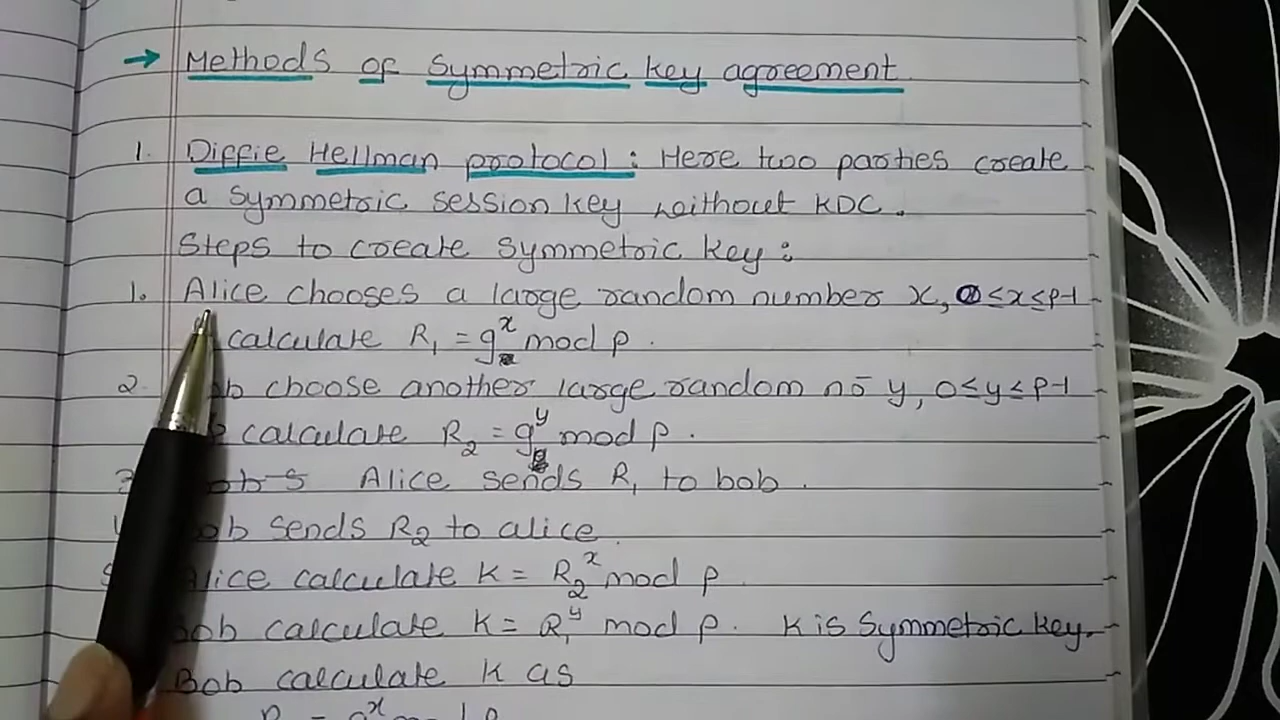 → Methods of symmetric key agreement
1. Diffie Hellman protocol: Here two parties create
a symmetric session key without KDC.
Steps to create symmetric key:
1. Alice chooses a large random number x, 0≤x≤p-1
calculate R₁ = g^x mod p.
2. choose another large random no y, 0≤y≤p-1
calculate R₂ = g^y mod p.
Alice sends R₁ to bob.
sends R₂ to alice.
Alice calculate K = R₂^x mod p.
Bob calculate K = R₁^y mod p. K is symmetric key.
Bob calculate K as